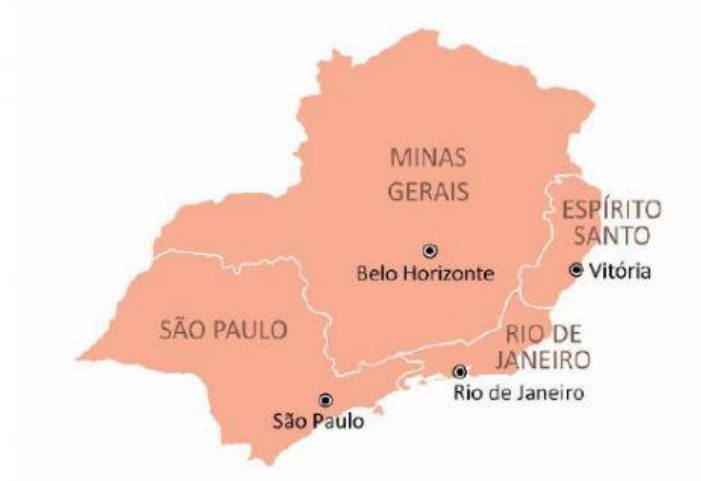 MINAS
GERAIS
ESPÍRITO
SANTO
Belo Horizonte
Vitória
SÃO PAULO
RIO DE
JANEIRO
Rio de Janeiro
São Paulo